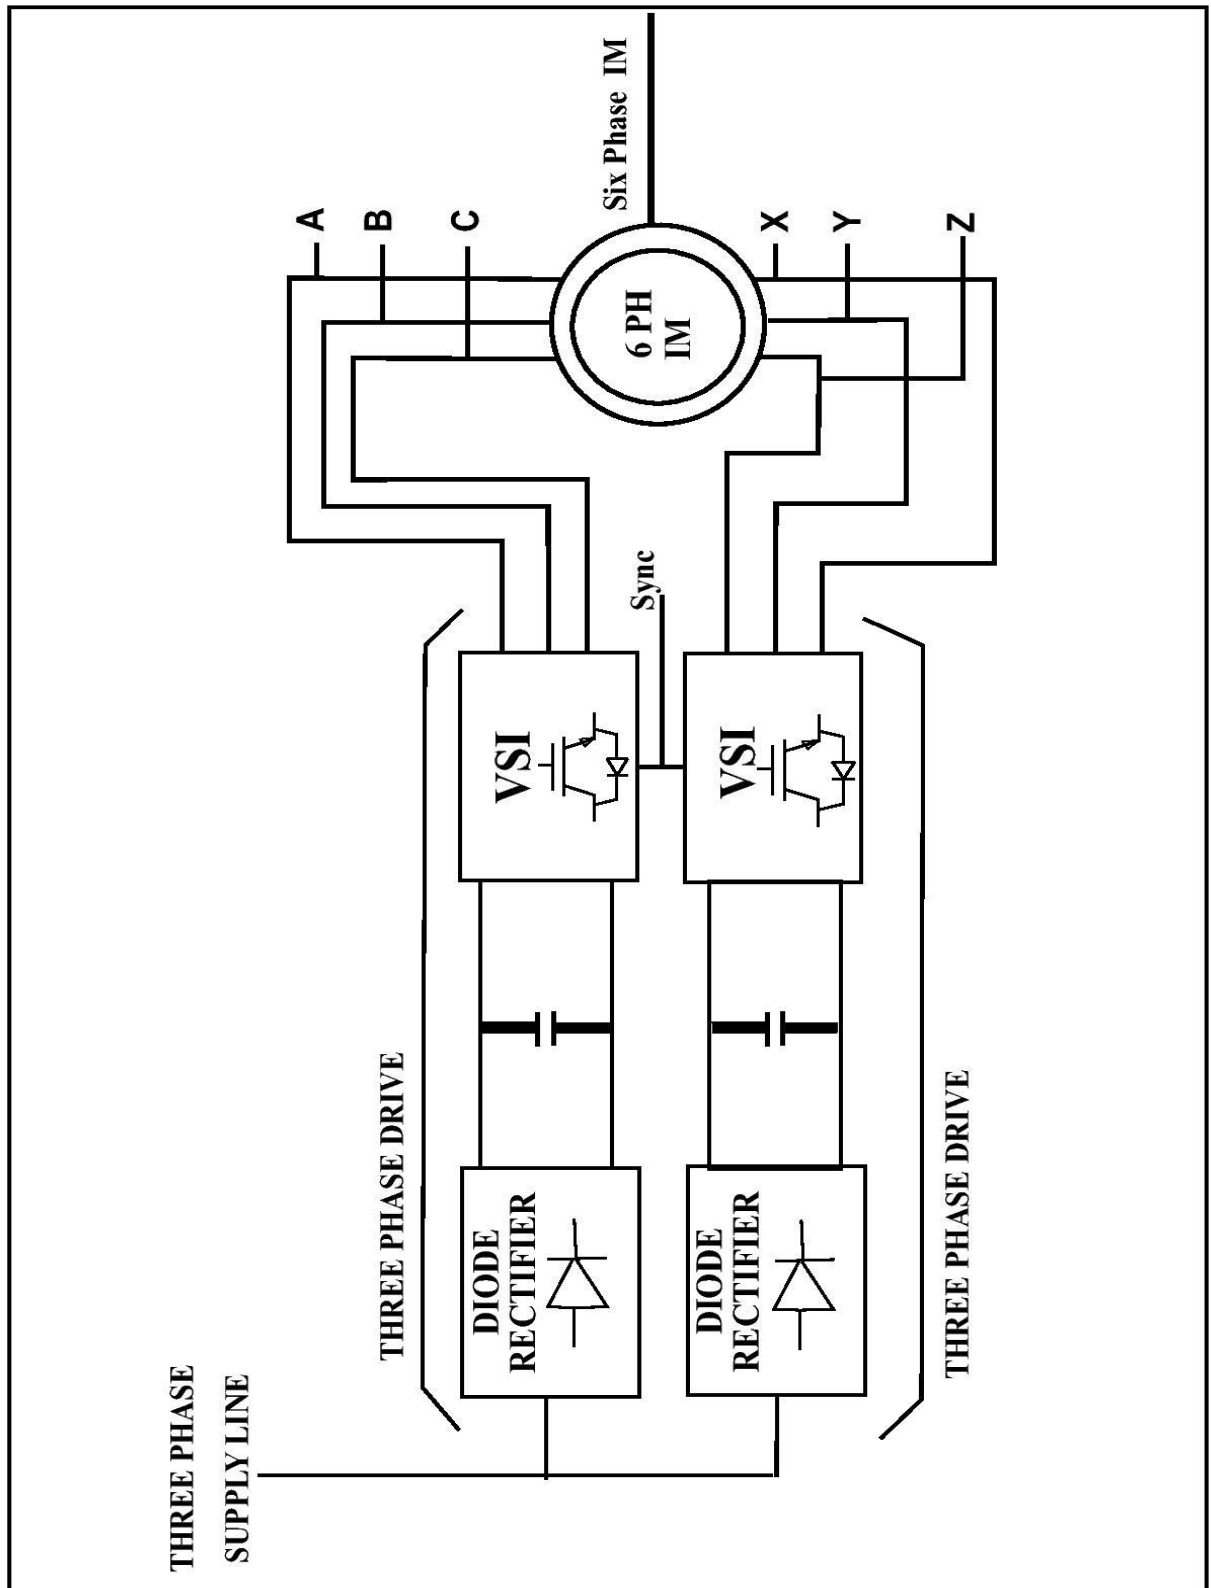 THREE PHASE
SUPPLY LINE
THREE PHASE DRIVE
DIODE
RECTIFIER
VSI
A
B
C
Sync
Six Phase IM
6 PH
IM
DIODE
RECTIFIER
VSI
X
Y
Z
THREE PHASE DRIVE